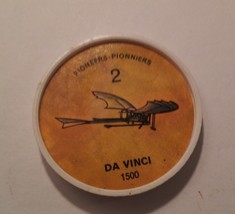 PIONEERS-PIONNIERS
2
DA VINCI
1500